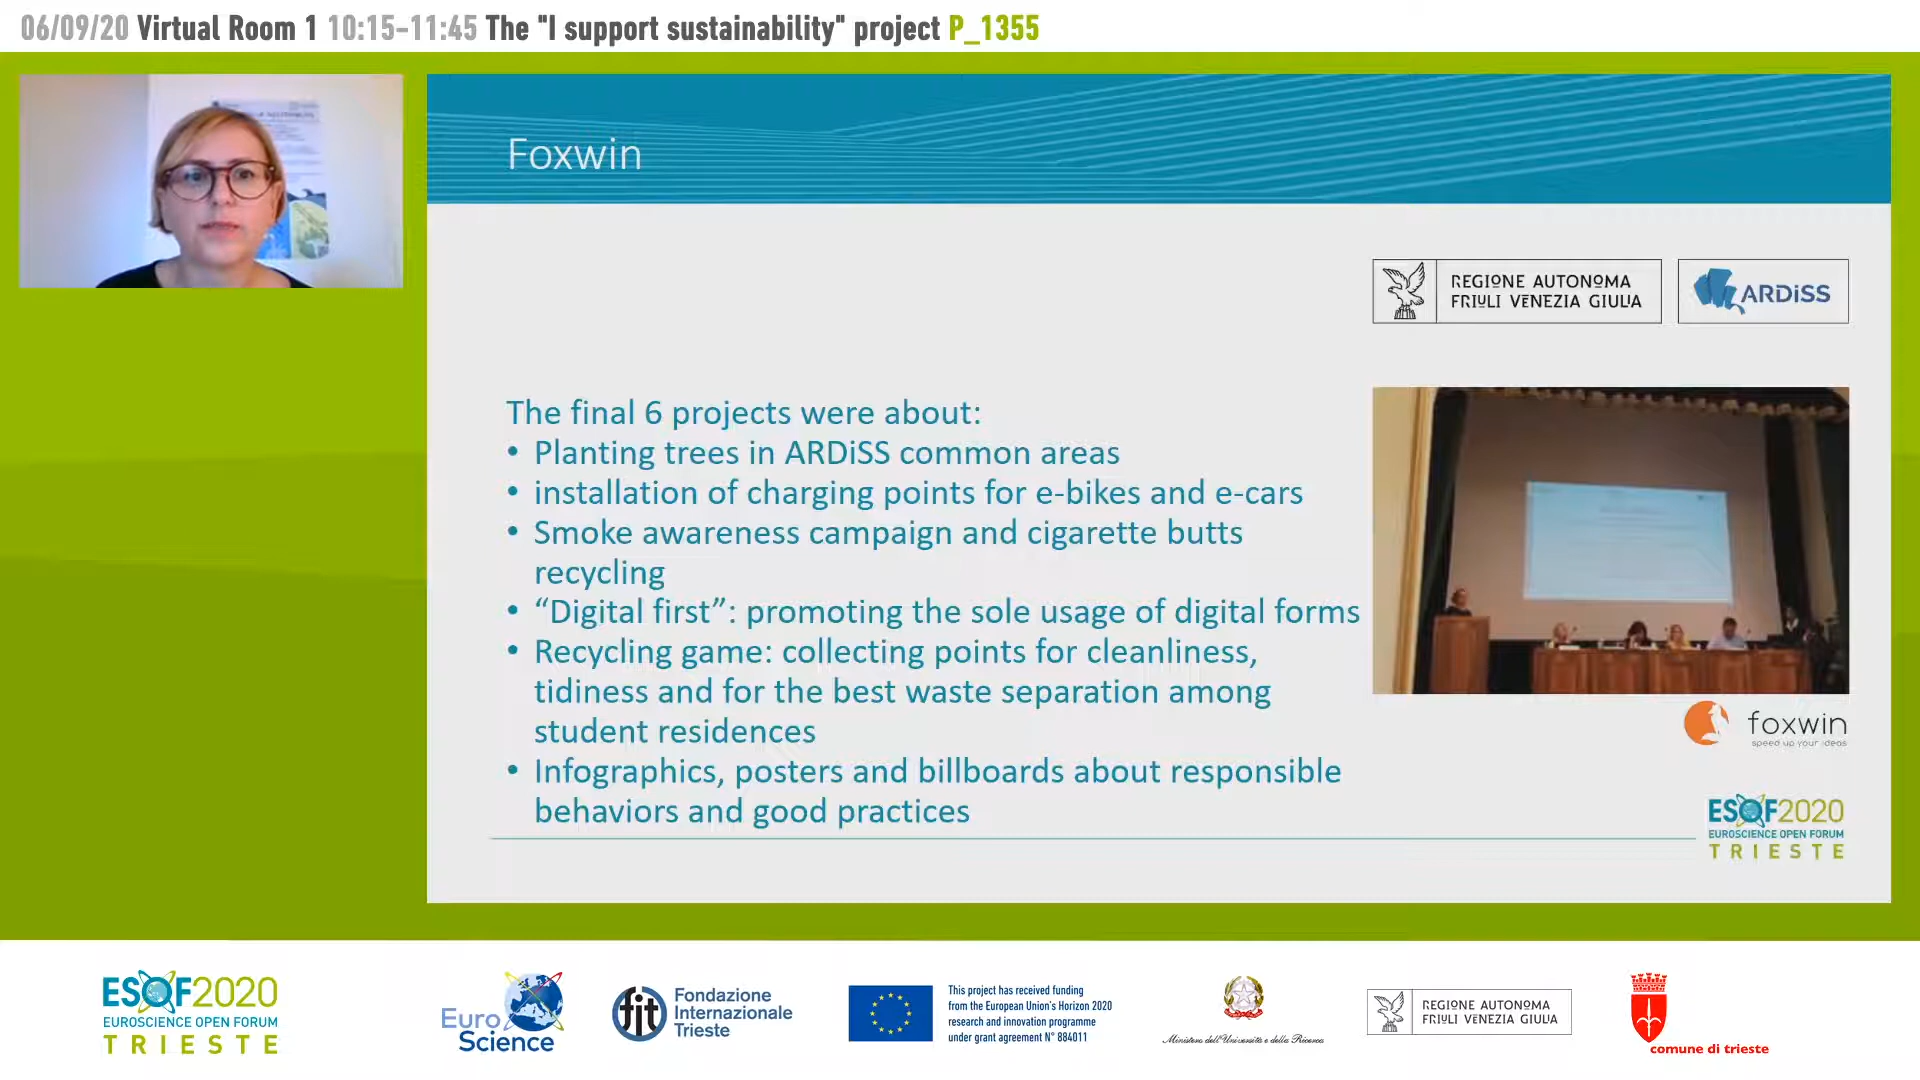 06/09/20 Virtual Room 1 10:15-11:45 The "I support sustainability" project P_1355
Foxwin
REGIONE AUTONOMA
FRIULI VENEZIA GIULIA
ARDiSS
The final 6 projects were about:
• Planting trees in ARDiSS common areas
• installation of charging points for e-bikes and e-cars
• Smoke awareness campaign and cigarette butts
recycling
• “Digital first”: promoting the sole usage of digital forms
• Recycling game: collecting points for cleanliness,
tidiness and for the best waste separation among
student residences
• Infographics, posters and billboards about responsible
behaviors and good practices
foxwin
speed up your ideas
ESOF2020
EUROSCIENCE OPEN FORUM
TRIESTE
ESOF2020
EUROSCIENCE OPEN FORUM
TRIESTE
Euro
Science
fit
Fondazione
Internazionale
Trieste
This project has received funding
from the European Union's Horizon 2020
research and innovation programme
under grant agreement N° 884011
Ministero dell'Università e della Ricerca
REGIONE AUTONOMA
FRIULI VENEZIA GIULIA
comune di trieste